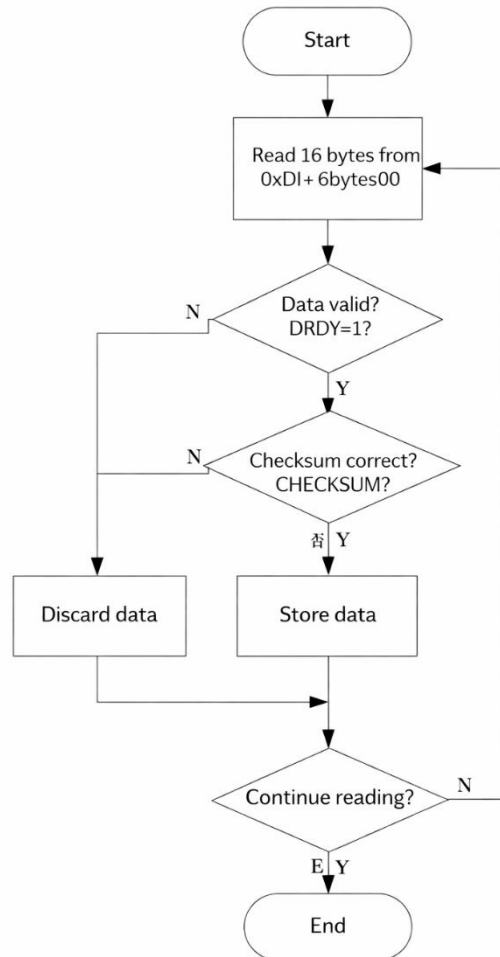 Start
Read 16 bytes from
0xDI+ 6bytes00
Data valid?
DRDY=1?
N
Y
Checksum correct?
CHECKSUM?
N
否 Y
Discard data
Store data
Continue reading?
N
E Y
End